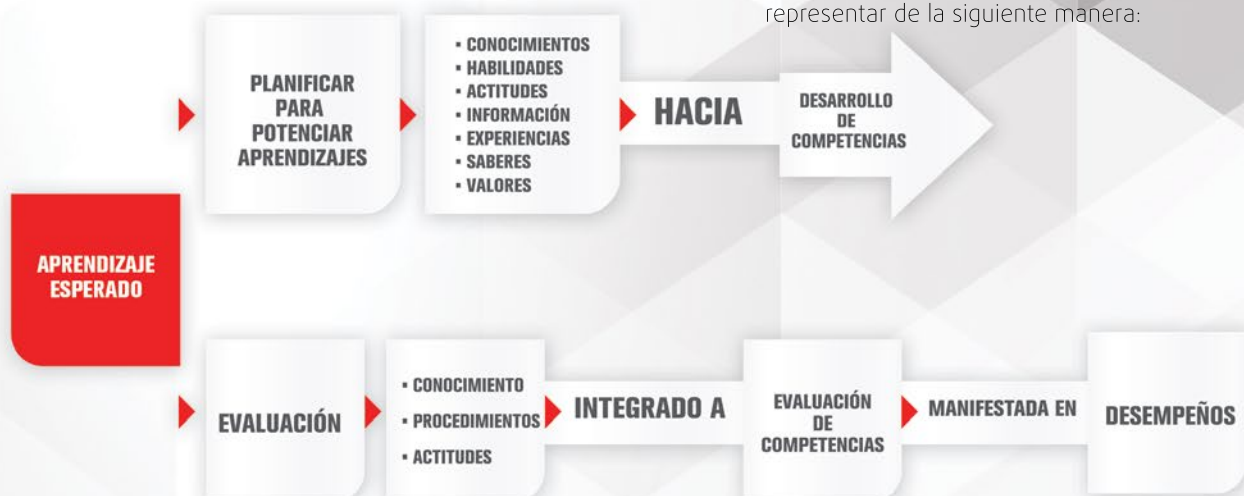 representar de la siguiente manera:
PLANIFICAR
PARA
POTENCIAR
APRENDIZAJES
▪ CONOCIMIENTOS
▪ HABILIDADES
▪ ACTITUDES
▪ INFORMACIÓN
▪ EXPERIENCIAS
▪ SABERES
▪ VALORES
HACIA
DESARROLLO
DE
COMPETENCIAS
APRENDIZAJE
ESPERADO
EVALUACIÓN
▪ CONOCIMIENTO
▪ PROCEDIMIENTOS
▪ ACTITUDES
INTEGRADO A
EVALUACIÓN
DE
COMPETENCIAS
MANIFESTADA EN
DESEMPEÑOS